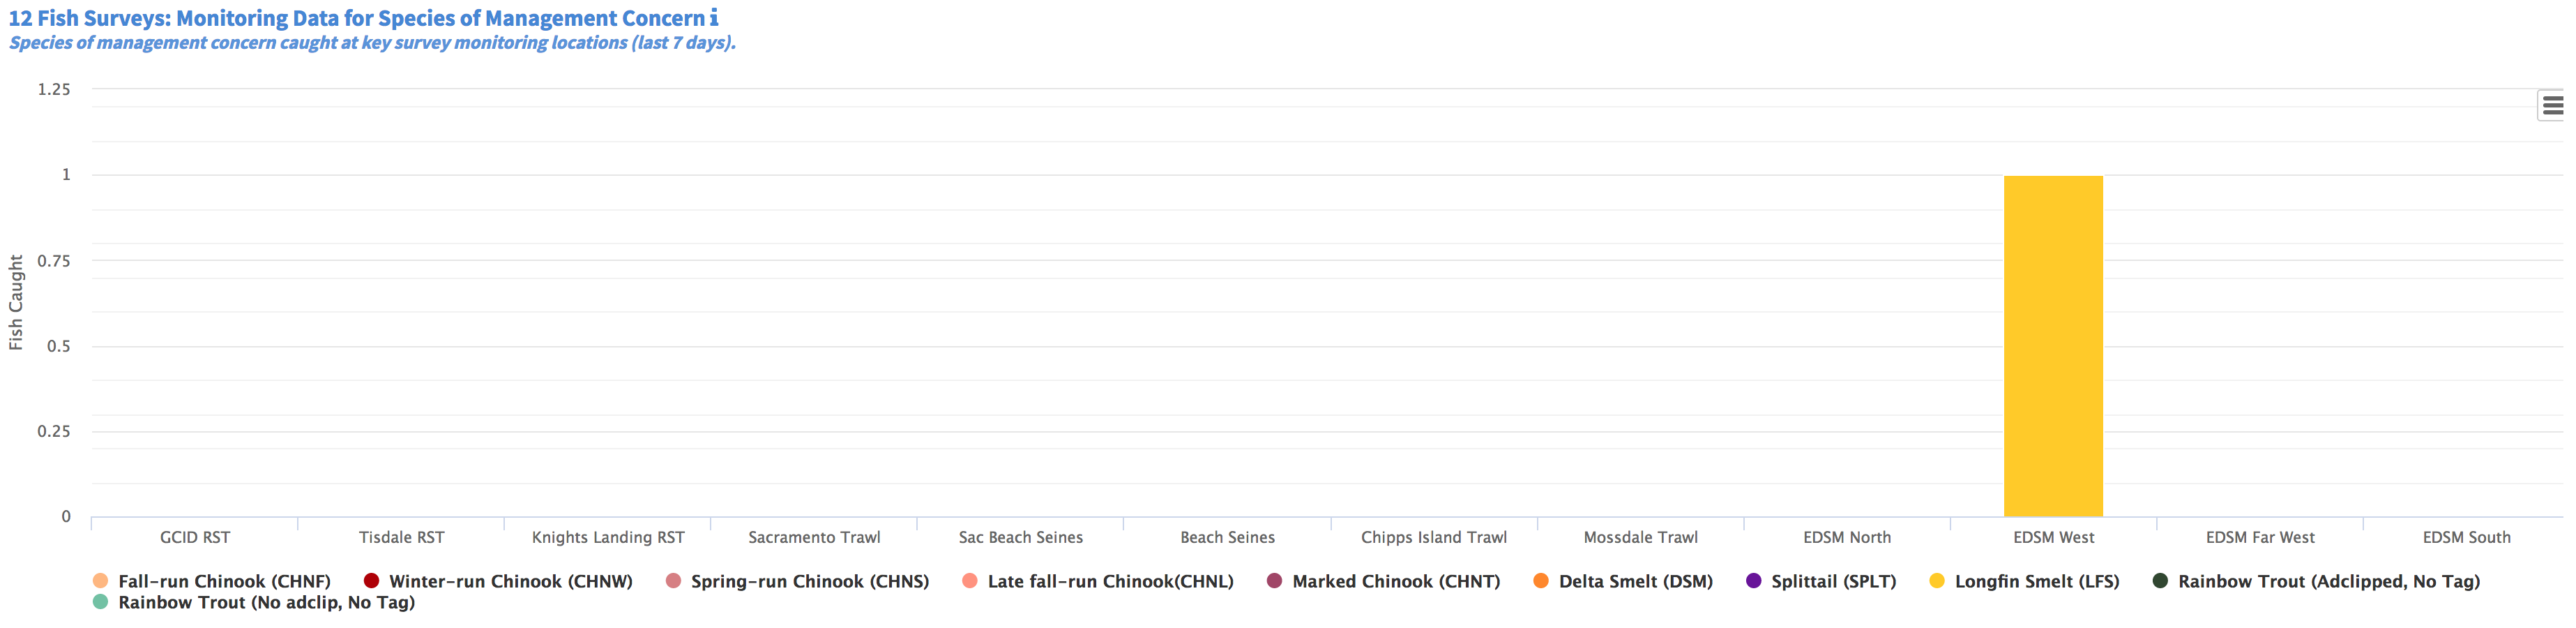 12 Fish Surveys: Monitoring Data for Species of Management Concern i
Species of management concern caught at key survey monitoring locations (last 7 days).
1.25
1
0.75
0.5
0.25
0
Fish Caught
GCID RST
Tisdale RST
Knights Landing RST
Sacramento Trawl
Sac Beach Seines
Beach Seines
Chipps Island Trawl
Mossdale Trawl
EDSM North
EDSM West
EDSM Far West
EDSM South
Fall-run Chinook (CHNF)
Winter-run Chinook (CHNW)
Spring-run Chinook (CHNS)
Late fall-run Chinook(CHNL)
Marked Chinook (CHNT)
Delta Smelt (DSM)
Splittail (SPLT)
Longfin Smelt (LFS)
Rainbow Trout (Adclipped, No Tag)
Rainbow Trout (No adclip, No Tag)